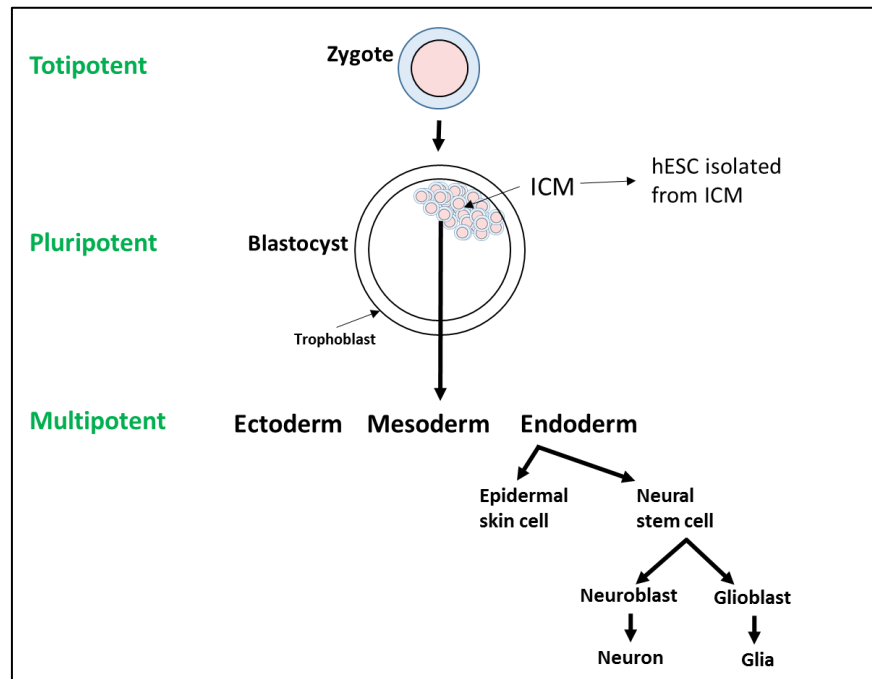 Totipotent
Zygote
ICM
hESC isolated
from ICM
Pluripotent
Blastocyst
Trophoblast
Multipotent
Ectoderm Mesoderm Endoderm
Epidermal
skin cell
Neural
stem cell
Neuroblast
Glioblast
Neuron
Glia